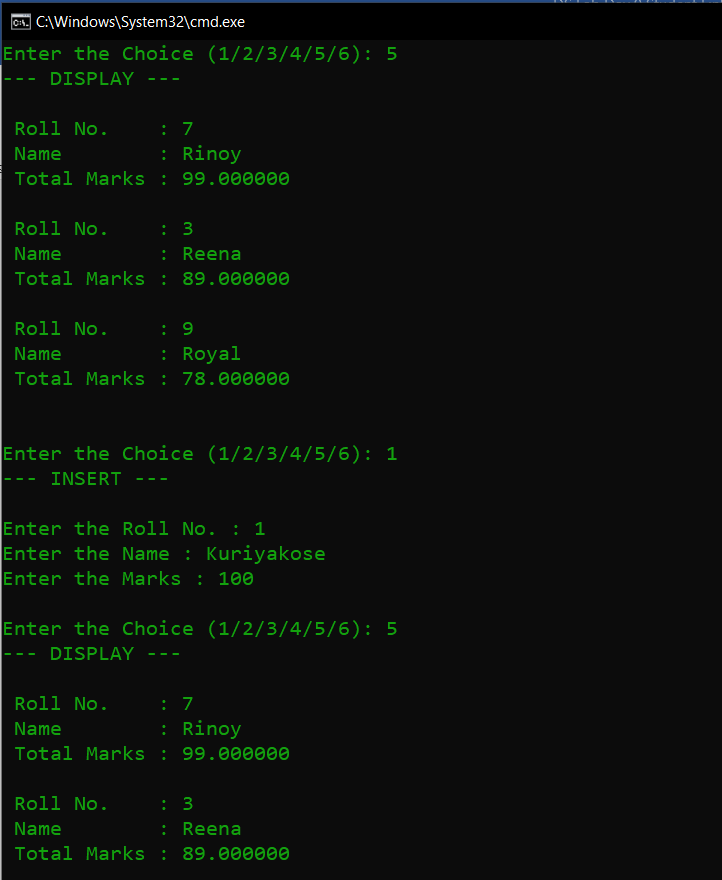 C:\Windows\System32\cmd.exe
Enter the Choice (1/2/3/4/5/6): 5
--- DISPLAY ---
Roll No. : 7
Name : Rinoy
Total Marks : 99.000000
Roll No. : 3
Name : Reena
Total Marks : 89.000000
Roll No. : 9
Name : Royal
Total Marks : 78.000000
Enter the Choice (1/2/3/4/5/6): 1
--- INSERT ---
Enter the Roll No. : 1
Enter the Name : Kuriyakose
Enter the Marks : 100
Enter the Choice (1/2/3/4/5/6): 5
--- DISPLAY ---
Roll No. : 7
Name : Rinoy
Total Marks : 99.000000
Roll No. : 3
Name : Reena
Total Marks : 89.000000